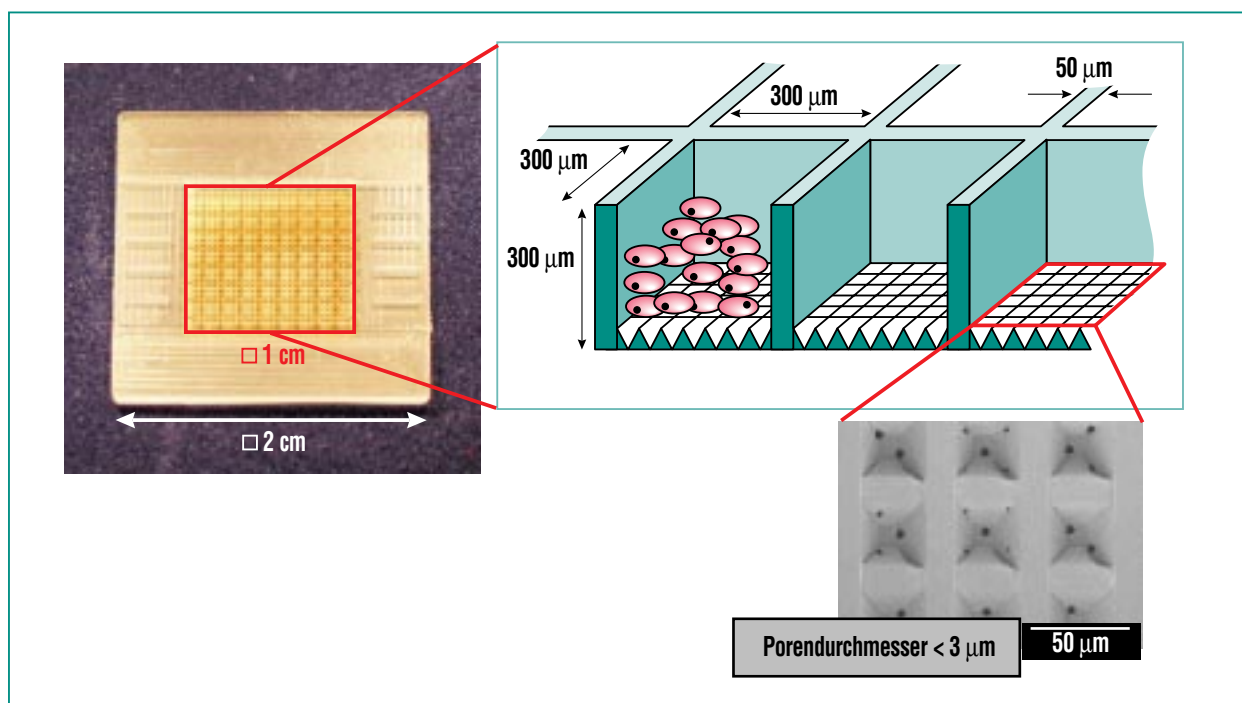 50 μm
300 μm
300 μm
300 μm
□ 1 cm
□ 2 cm
Porendurchmesser < 3 μm
50 μm